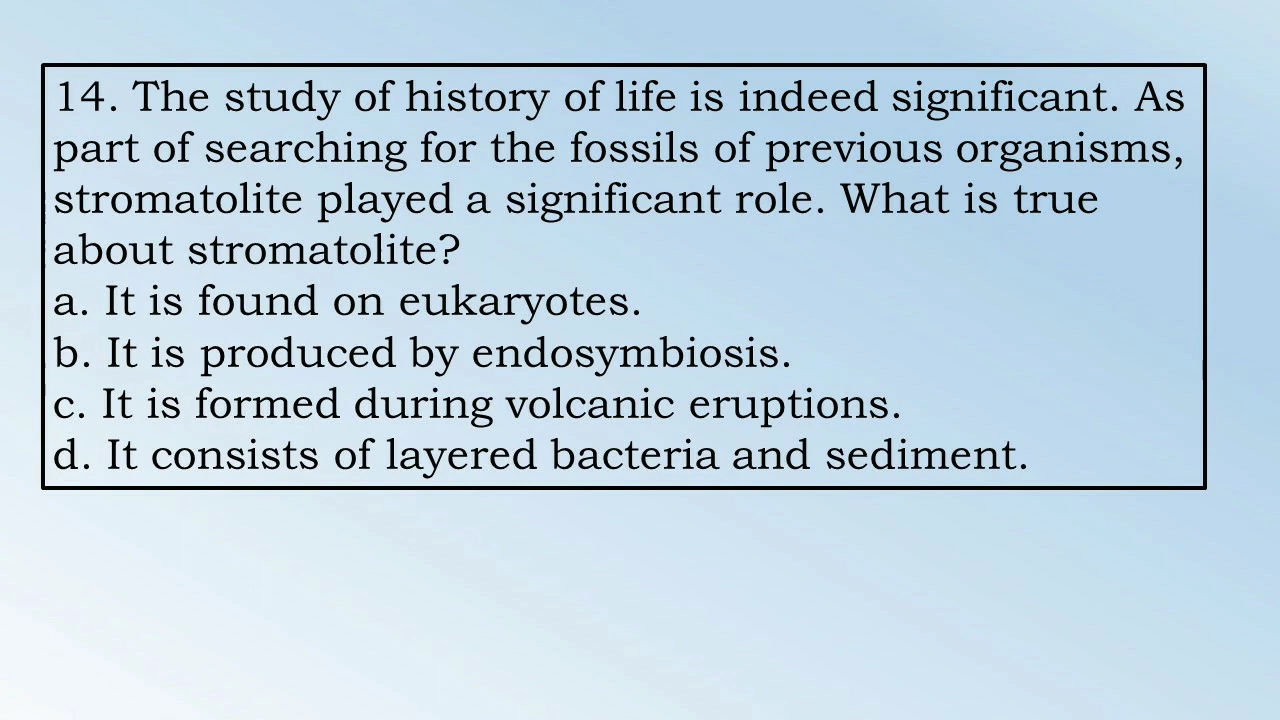 14. The study of history of life is indeed significant. As
part of searching for the fossils of previous organisms,
stromatolite played a significant role. What is true
about stromatolite?
a. It is found on eukaryotes.
b. It is produced by endosymbiosis.
c. It is formed during volcanic eruptions.
d. It consists of layered bacteria and sediment.